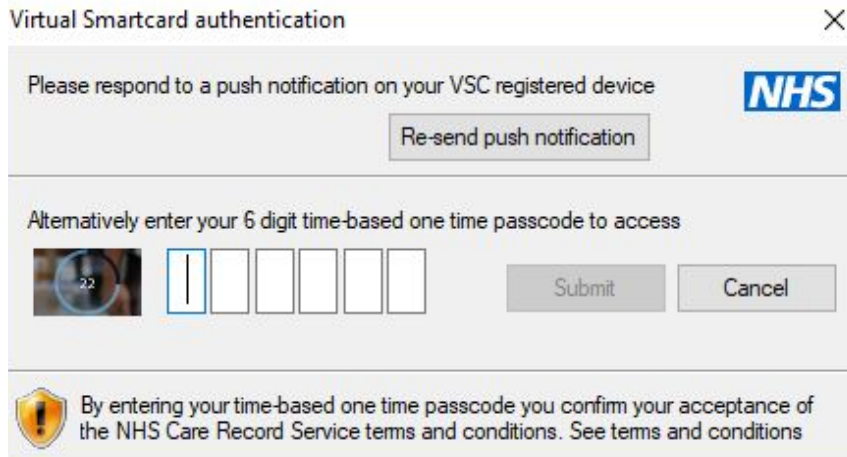 Virtual Smartcard authentication
Please respond to a push notification on your VSC registered device
NHS
Re-send push notification
Alternatively enter your 6 digit time-based one time passcode to access
22
Submit
Cancel
By entering your time-based one time passcode you confirm your acceptance of
the NHS Care Record Service terms and conditions. See terms and conditions